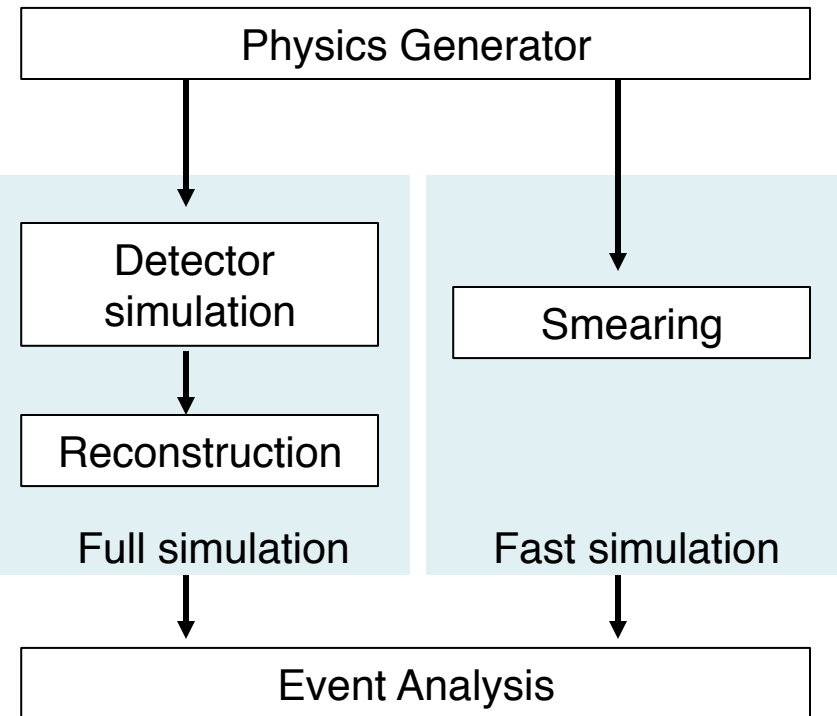 Physics Generator
Detector
simulation
Reconstruction
Full simulation
Smearing
Fast simulation
Event Analysis